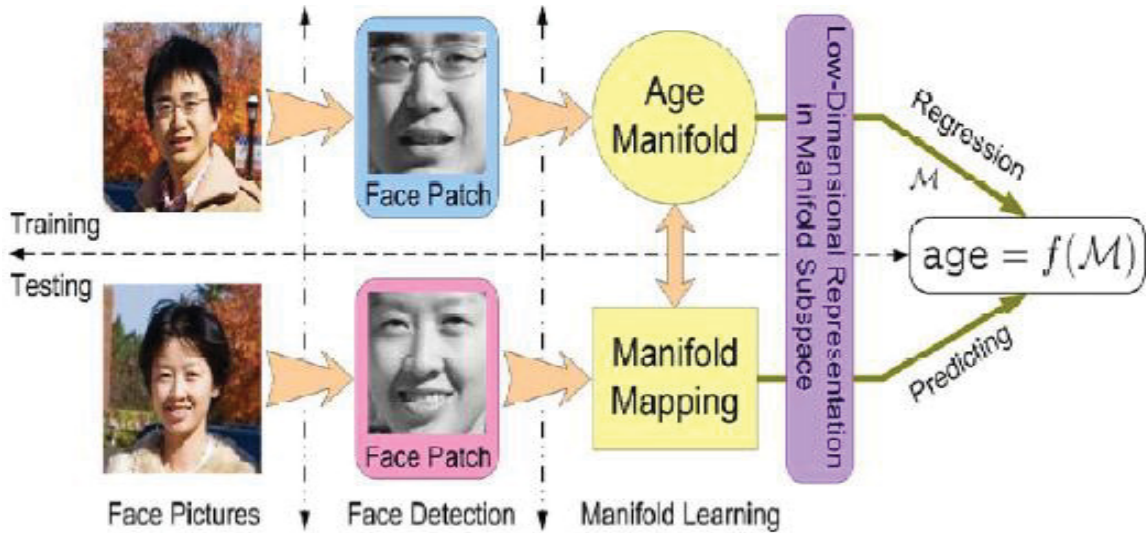 Face Patch
Age
Manifold
Low-Dimensional Representation
in Manifold Subspace
Regression
ℳ
Training
Testing
age = f(ℳ)
Face Patch
Manifold
Mapping
Predicting
Face Pictures
Face Detection
Manifold Learning